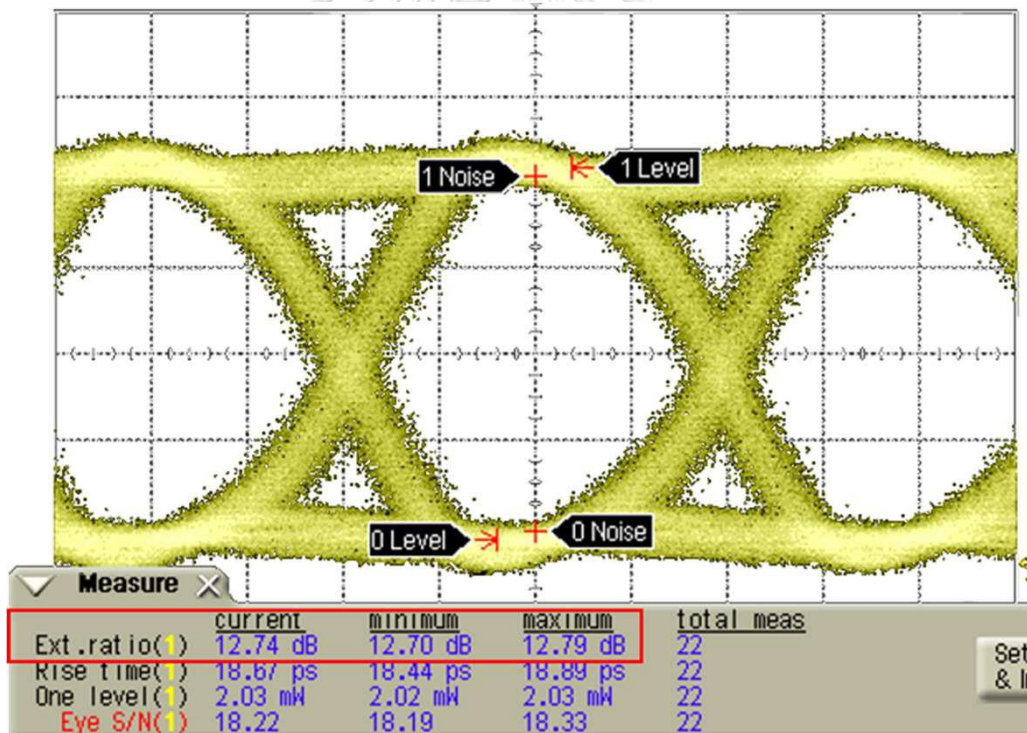 1 Noise
1 Level
0 Level
0 Noise
Measure
current minimum maximum total meas
Ext.ratio(1) 12.74 dB 12.70 dB 12.79 dB 22
Rise time(1) 18.67 ps 18.44 ps 18.89 ps 22
One level(1) 2.03 mW 2.02 mW 2.03 mW 22
Eye S/N(1) 18.22 18.19 18.33 22
Set
&